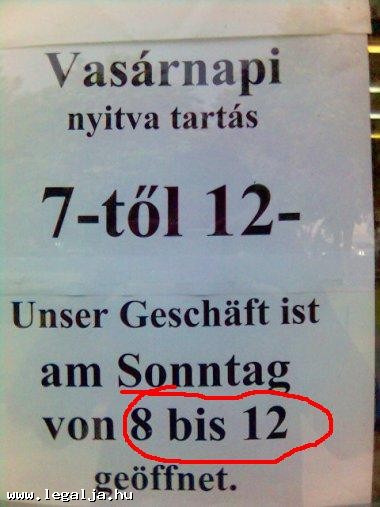 Vasárnapi
nyitva tartás
7-től 12-
Unser Geschäft ist
am Sonntag
von 8 bis 12
geöffnet.
www.legalja.hu